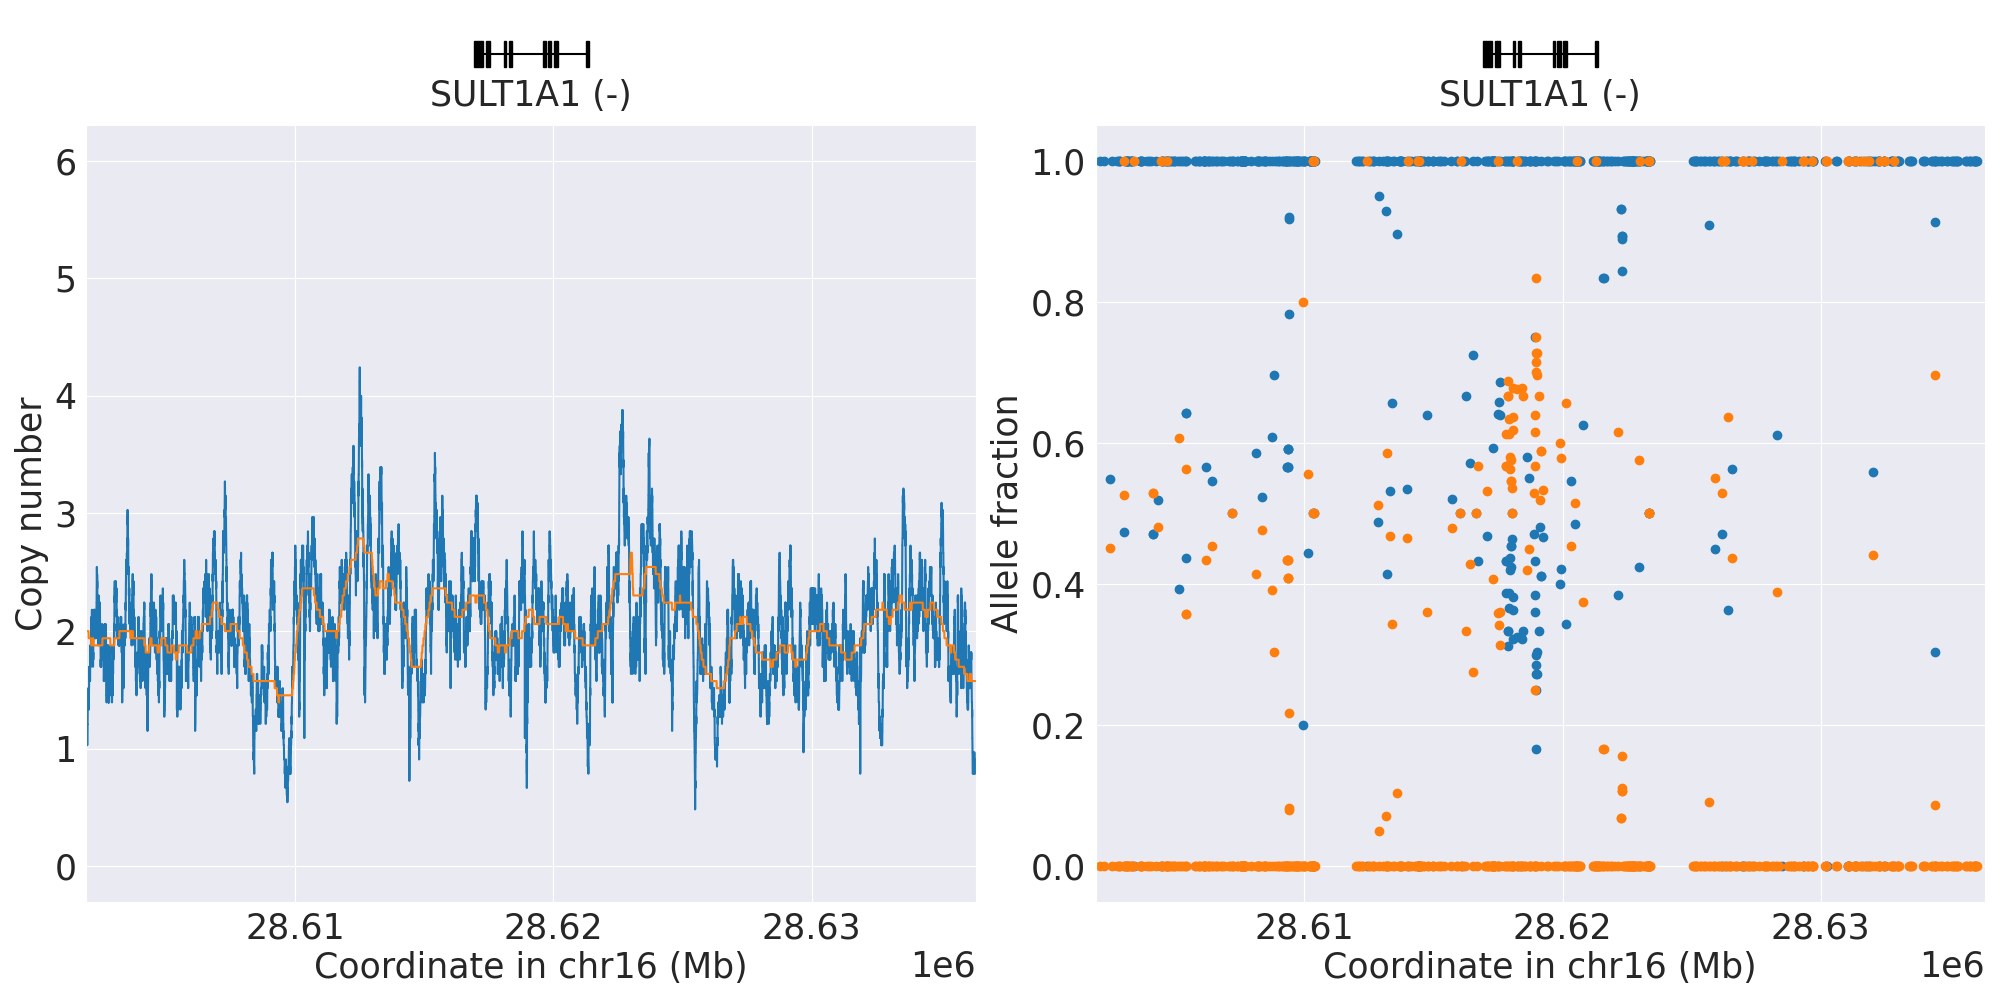 SULT1A1 (-)
6
5
4
3
2
1
0
Copy number
28.61
28.62
28.63
Coordinate in chr16 (Mb)
1e6
SULT1A1 (-)
1.0
0.8
0.6
0.4
0.2
0.0
Allele fraction
28.61
28.62
28.63
Coordinate in chr16 (Mb)
1e6